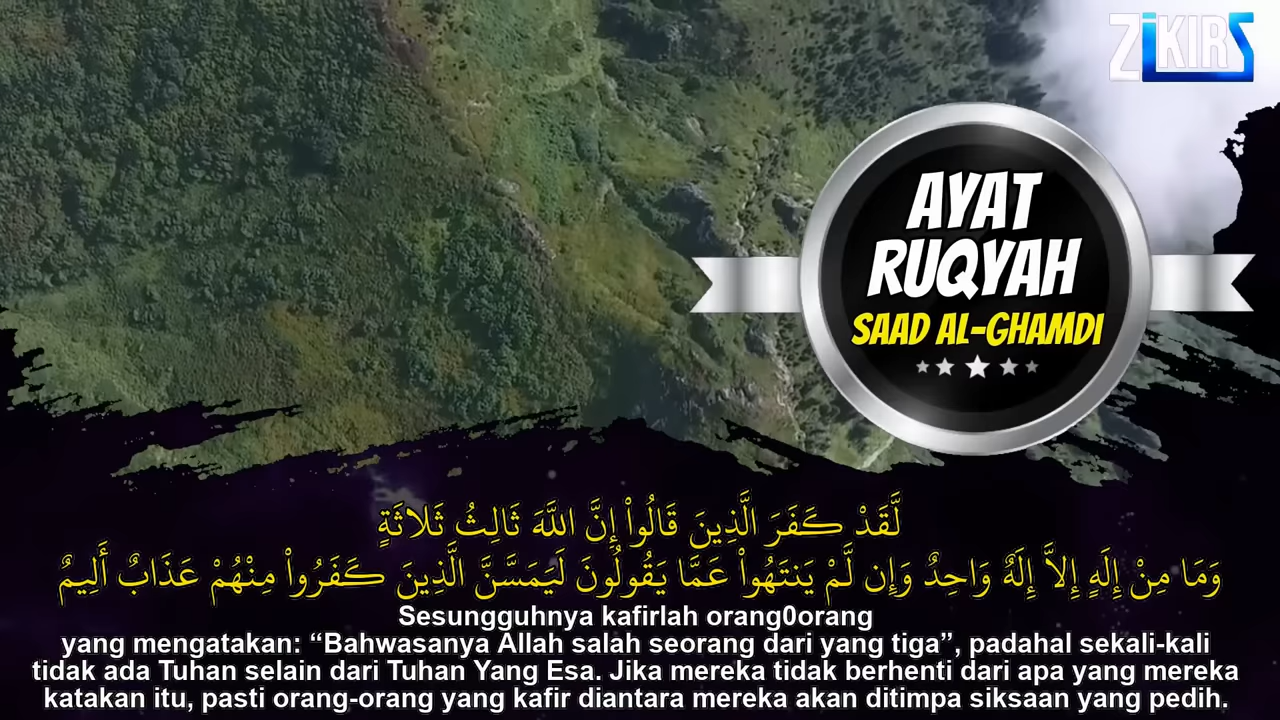 ZIKIRS
AYAT
RUQYAH
SAAD AL-GHAMDI
لَّقَدْ كَفَرَ الَّذِينَ قَالُواْ إِنَّ اللَّهَ ثَالِثُ ثَلاثَةٍ
وَمَا مِنْ إِلَهٍ إِلاَّ إِلَهٌ وَاحِدٌ وَإِن لَّمْ يَنتَهُواْ عَمَّا يَقُولُونَ لَيَمَسَّنَّ الَّذِينَ كَفَرُواْ مِنْهُمْ عَذَابٌ أَلِيمٌ
Sesungguhnya kafirlah orang0orang
yang mengatakan: “Bahwasanya Allah salah seorang dari yang tiga”, padahal sekali-kali
tidak ada Tuhan selain dari Tuhan Yang Esa. Jika mereka tidak berhenti dari apa yang mereka
katakan itu, pasti orang-orang yang kafir diantara mereka akan ditimpa siksaan yang pedih.